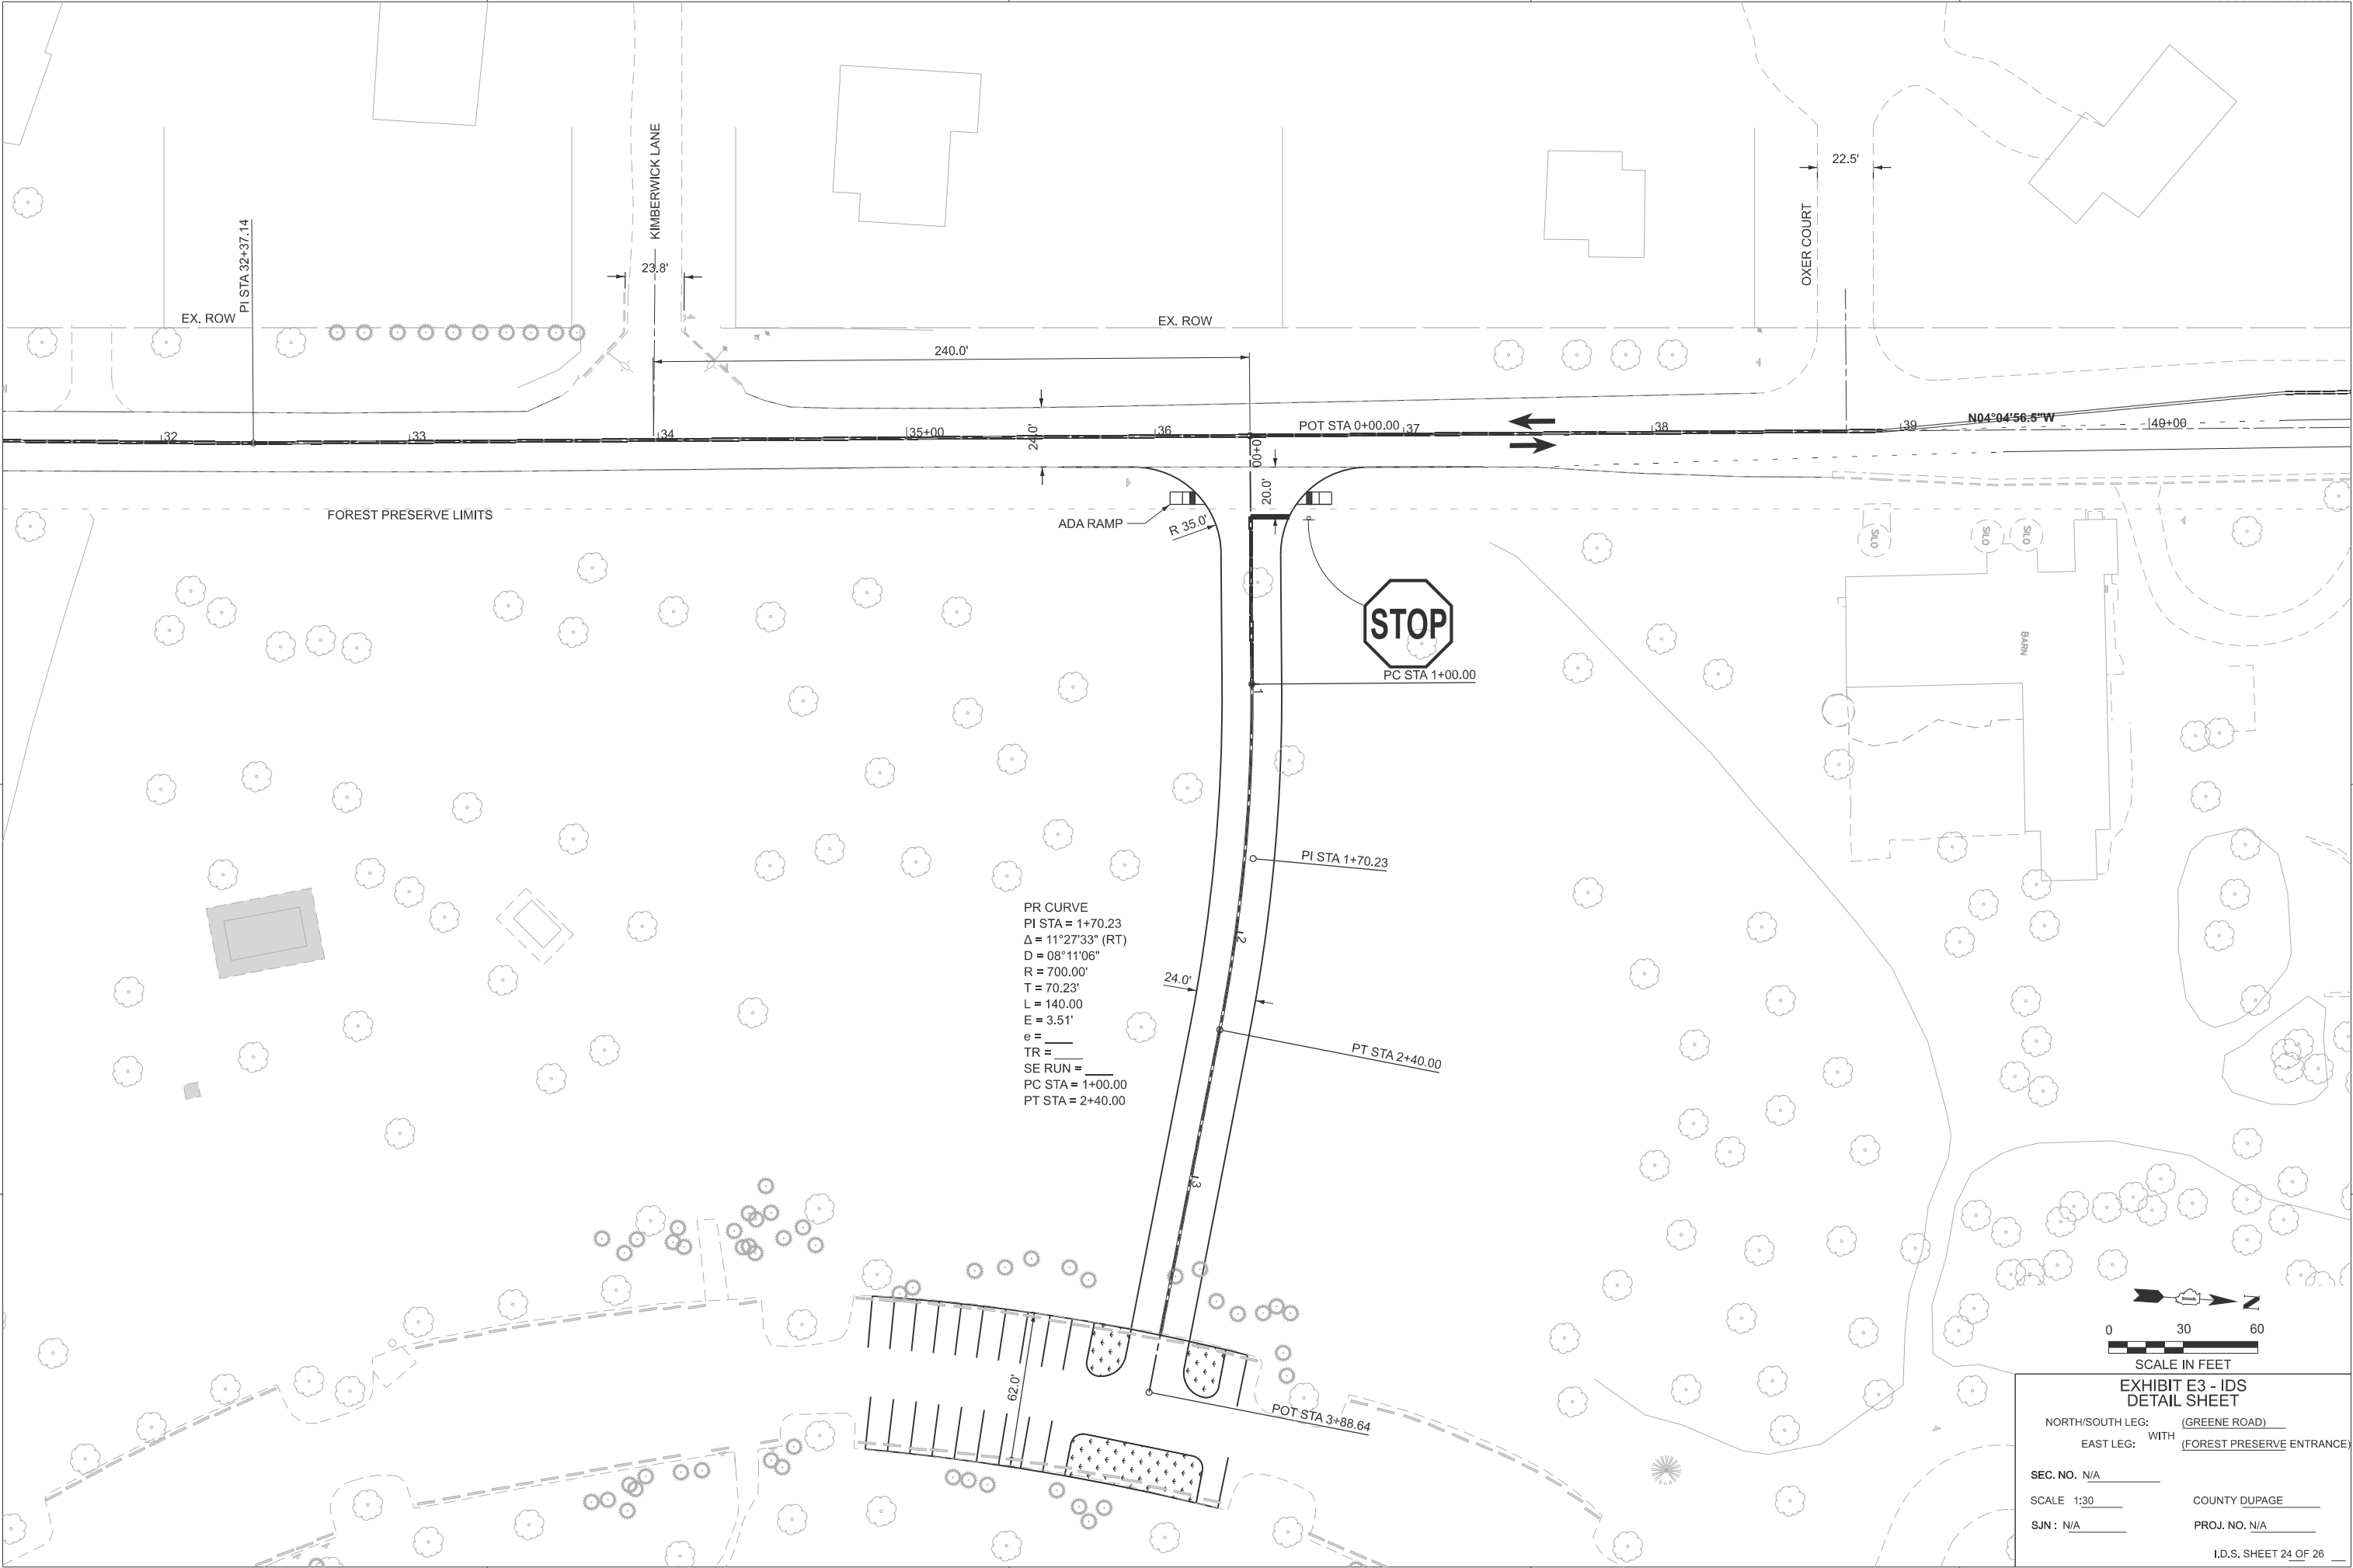 KIMBERWICK LANE
22.5'
OXER COURT
PI STA 32+37.14
23.8'
EX. ROW
EX. ROW
240.0'
24.0'
32
33
34
35+00
36
POT STA 0+00.00
37
38
39
N04°04'56.5"W
40+00
0+00
20.0'
FOREST PRESERVE LIMITS
ADA RAMP
R 35.0'
SILO
SILO
SILO
STOP
BARN
PC STA 1+00.00
1
PI STA 1+70.23
PR CURVE
PI STA = 1+70.23
Δ = 11°27'33" (RT)
D = 08°11'06"
R = 700.00'
T = 70.23'
L = 140.00
E = 3.51'
e = ____
TR = ____
SE RUN = ____
PC STA = 1+00.00
PT STA = 2+40.00
2
24.0'
PT STA 2+40.00
3
62.0'
POT STA 3+88.64
N
0 30 60
SCALE IN FEET
EXHIBIT E3 - IDS
DETAIL SHEET
NORTH/SOUTH LEG: (GREENE ROAD)
WITH
EAST LEG: (FOREST PRESERVE ENTRANCE)
SEC. NO. N/A
SCALE 1:30 COUNTY DUPAGE
SJN : N/A PROJ. NO. N/A
I.D.S. SHEET 24 OF 26